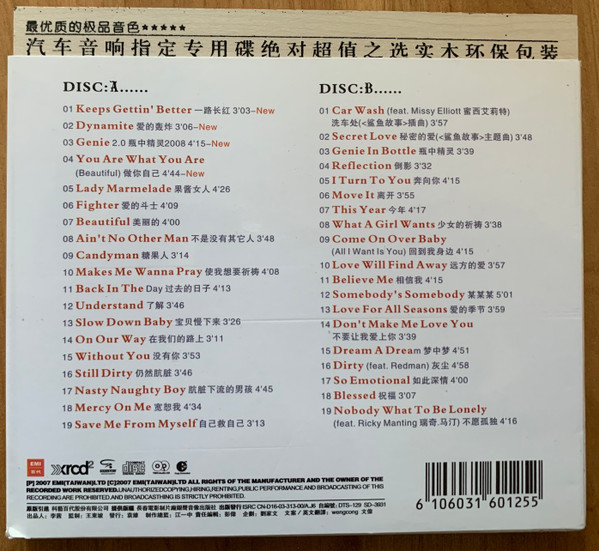 最优质的极品音色★★★★★
汽车音响指定专用碟绝对超值之选实木环保包装
DISC:A......
01 Keeps Gettin' Better 一路长红 3'03-New
02 Dynamite 爱的轰炸 3'06-New
03 Genie 2.0 瓶中精灵2008 4'15-New
04 You Are What You Are
(Beautiful) 做你自己 4'44-New
05 Lady Marmelade 果酱女人 4'26
06 Fighter 爱的斗士 4'09
07 Beautiful 美丽的 4'00
08 Ain't No Other Man 不是没有其它人 3'48
09 Candyman 糖果人 3'14
10 Makes Me Wanna Pray 使我想要祈祷 4'08
11 Back In The Day 过去的日子 4'13
12 Understand 了解 3'46
13 Slow Down Baby 宝贝慢下来 3'26
14 On Our Way 在我们的路上 3'11
15 Without You 没有你 3'53
16 Still Dirty 仍然肮脏 3'46
17 Nasty Naughty Boy 肮脏下流的男孩 4'45
18 Mercy On Me 宽恕我 4'34
19 Save Me From Myself 自己救自己 3'13
DISC:B......
01 Car Wash (feat. Missy Elliott 蜜西艾莉特)
洗车处(<鲨鱼故事>插曲) 3'57
02 Secret Love 秘密的爱(<鲨鱼故事>主题曲) 3'48
03 Genie In Bottle 瓶中精灵 3'39
04 Reflection 倒影 3'32
05 I Turn To You 奔向你 4'15
06 Move It 离开 3'55
07 This Year 今年 4'17
08 What A Girl Wants 少女的祈祷 3'38
09 Come On Over Baby
(All I Want Is You) 回到我身边 4'15
10 Love Will Find Away 远方的爱 3'57
11 Believe Me 相信我 4'15
12 Somebody's Somebody 某某某 5'01
13 Love For All Seasons 爱的季节 3'59
14 Don't Make Me Love You
不要让我爱上你 3'39
15 Dream A Dream 梦中梦 4'51
16 Dirty (feat. Redman) 灰尘 4'58
17 So Emotional 如此深情 4'00
18 Blessed 祝福 3'07
19 Nobody What To Be Lonely
(feat. Ricky Manting 瑞奇.马汀) 不愿孤独 4'16
EMI
xrcd2
[P] 2007 EMI(TAIWAN)LTD [C]2007 EMI(TAIWAN)LTD ALL RIGHTS OF THE MANUFACTURER AND THE OWNER OF THE
RECORDED WORK RESERVED.UNAUTHORIZEDCOPYING,HIRING,RENTING,PUBLIC PERFORMANCE AND BROADCASTING OF THIS
RECORDING ARE PROHIBITED.AND BROADCASTHING IS STRICTLY PROHIBITED.
ISRC CN-D16-03-313-00/A.J6 DTS-129 SD-3931
6 106031 601255